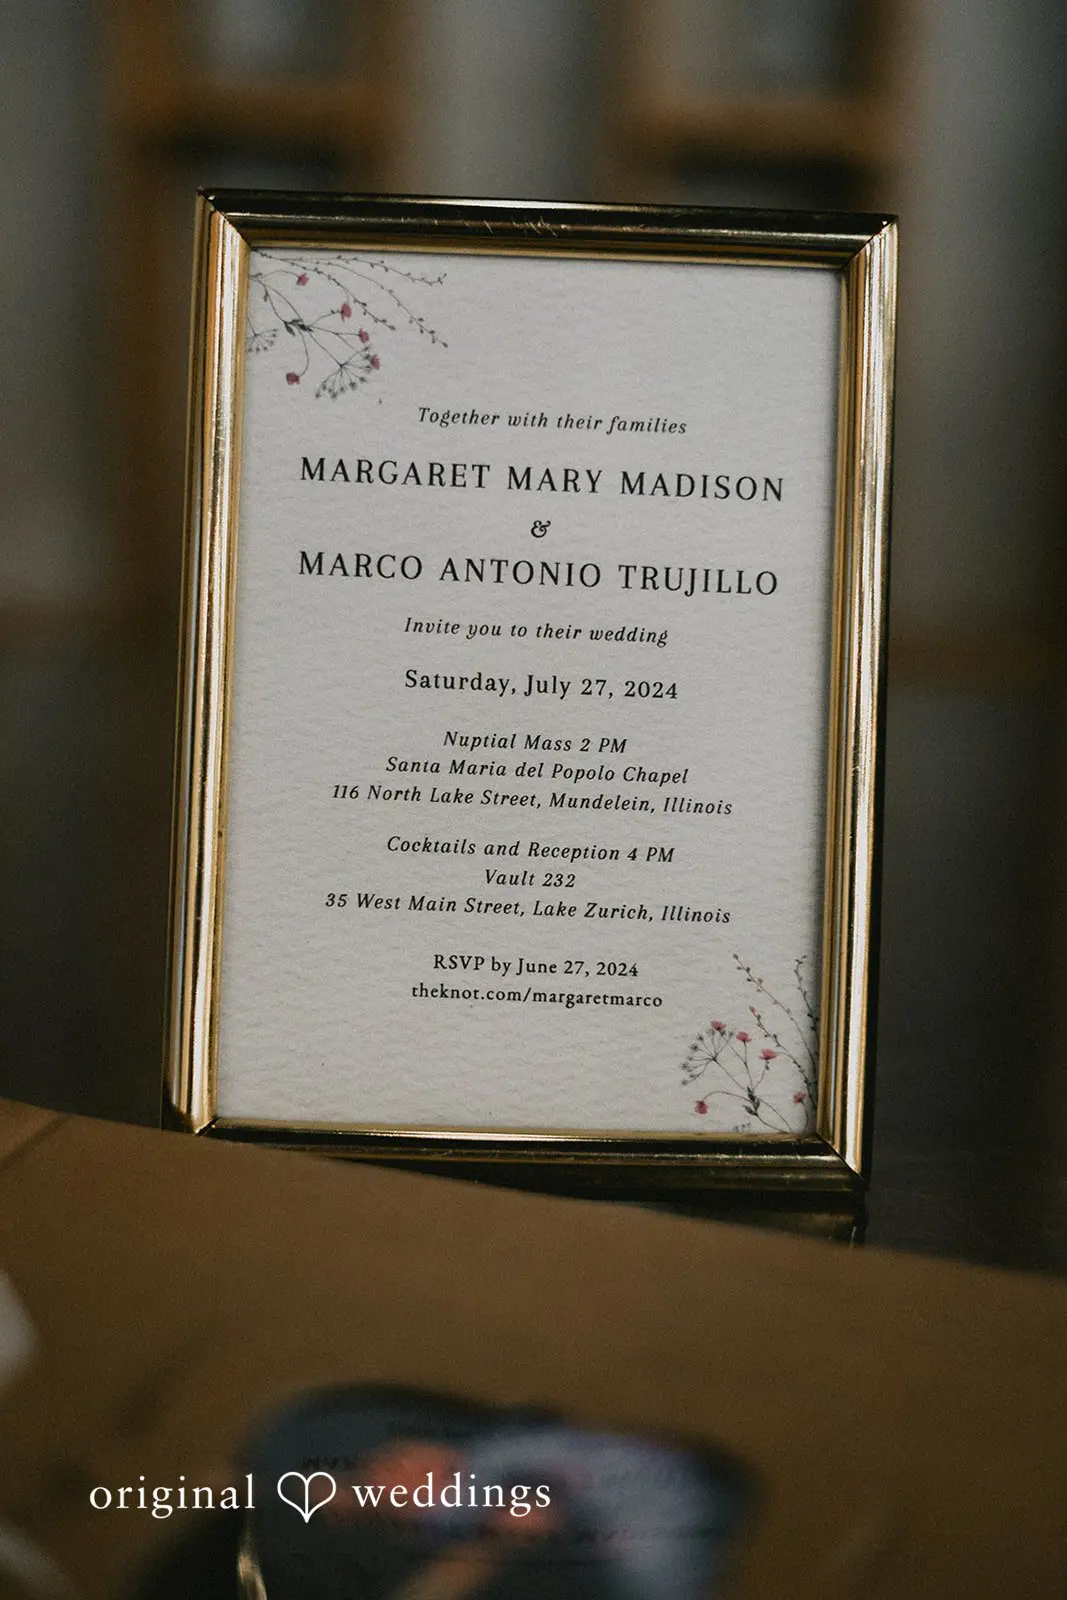 Together with their families
MARGARET MARY MADISON
&
MARCO ANTONIO TRUJILLO
Invite you to their wedding
Saturday, July 27, 2024
Nuptial Mass 2 PM
Santa Maria del Popolo Chapel
116 North Lake Street, Mundelein, Illinois
Cocktails and Reception 4 PM
Vault 232
35 West Main Street, Lake Zurich, Illinois
RSVP by June 27, 2024
theknot.com/margaretmarco
original weddings